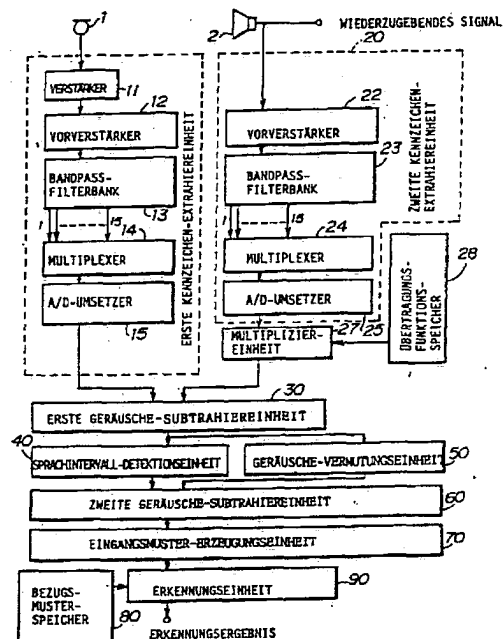 1
VERSTÄRKER
11
12
VORVERSTÄRKER
BANDPASS-
FILTERBANK
13
1
15
14
MULTIPLEXER
A/D-UMSETZER
15
ERSTE KENNZEICHEN-EXTRAHIEREINHEIT
2
WIEDERZUGEBENDES SIGNAL
20
22
VORVERSTÄRKER
23
BANDPASS-
FILTERBANK
1
15
24
MULTIPLEXER
A/D-UMSETZER
25
ZWEITE KENNZEICHEN-
EXTRAHIEREINHEIT
27
MULTIPLIZIER-
EINHEIT
28
ÜBERTRAGUNGS-
FUNKTIONS-
SPEICHER
30
ERSTE GERÄUSCHE-SUBTRAHIEREINHEIT
40
SPRACHINTERVALL-DETEKTIONSEINHEIT
GERÄUSCHE-VERMUTUNGSEINHEIT
50
ZWEITE GERÄUSCHE-SUBTRAHIEREINHEIT
60
EINGANGSMUSTER-ERZEUGUNGSEINHEIT
70
BEZUGS-
MUSTER-
SPEICHER
80
ERKENNUNGSEINHEIT
90
ERKENNUNGSERGEBNIS